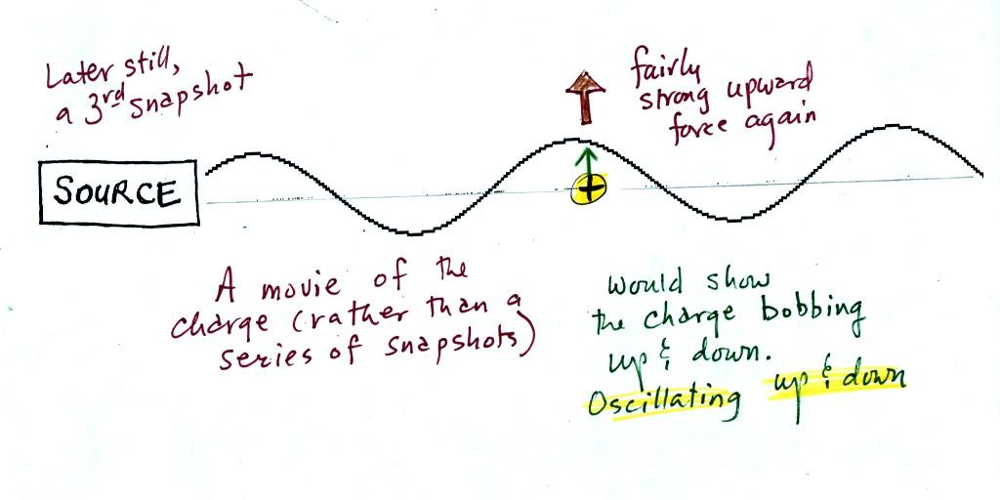 Later still,
a 3rd snapshot
fairly
strong upward
force again
SOURCE
+
A movie of the
charge (rather than a
series of snapshots)
would show
the charge bobbing
up & down.
Oscillating up & down